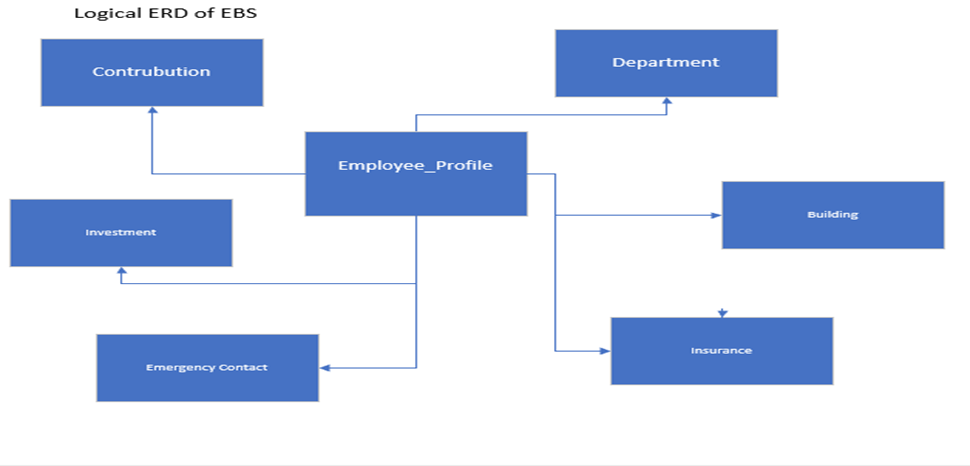 Logical ERD of EBS
Contrubution
Department
Employee_Profile
Investment
Building
Emergency Contact
Insurance